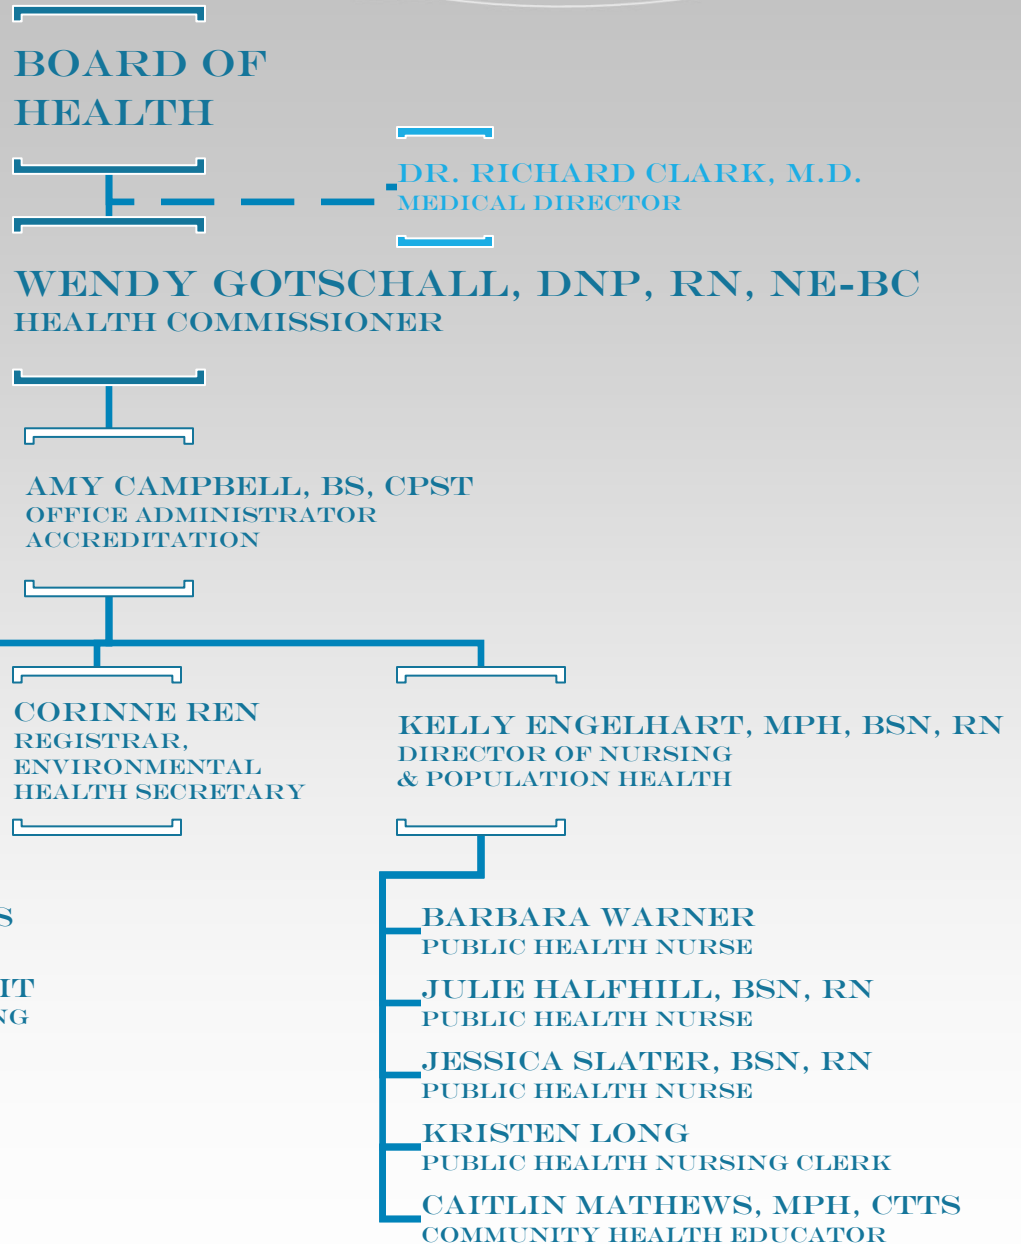 BOARD OF
HEALTH
DR. RICHARD CLARK, M.D.
MEDICAL DIRECTOR
WENDY GOTSCHALL, DNP, RN, NE-BC
HEALTH COMMISSIONER
AMY CAMPBELL, BS, CPST
OFFICE ADMINISTRATOR
ACCREDITATION
CORINNE REN
REGISTRAR,
ENVIRONMENTAL
HEALTH SECRETARY
KELLY ENGELHART, MPH, BSN, RN
DIRECTOR OF NURSING
& POPULATION HEALTH
BARBARA WARNER
PUBLIC HEALTH NURSE
JULIE HALFHILL, BSN, RN
PUBLIC HEALTH NURSE
JESSICA SLATER, BSN, RN
PUBLIC HEALTH NURSE
KRISTEN LONG
PUBLIC HEALTH NURSING CLERK
CAITLIN MATHEWS, MPH, CTTS
COMMUNITY HEALTH EDUCATOR